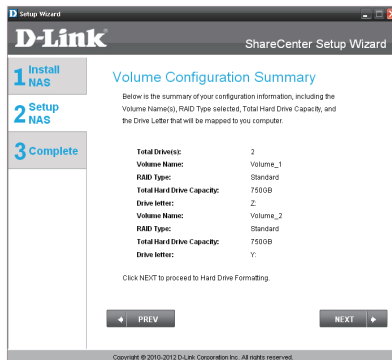 Setup Wizard
D-Link
ShareCenter Setup Wizard
1 Install NAS
2 Setup NAS
3 Complete
Volume Configuration Summary
Below is the summary of your configuration information, including the
Volume Name(s), RAID Type selected, Total Hard Drive Capacity, and
the Drive Letter that will be mapped to you computer.
Total Drive(s): 2
Volume Name: Volume_1
RAID Type: Standard
Total Hard Drive Capacity: 750GB
Drive letter: Z:
Volume Name: Volume_2
RAID Type: Standard
Total Hard Drive Capacity: 750GB
Drive letter: Y:
Click NEXT to proceed to Hard Drive Formatting.
PREV
NEXT
Copyright © 2010-2012 D-Link Corporation Inc. All rights reserved.